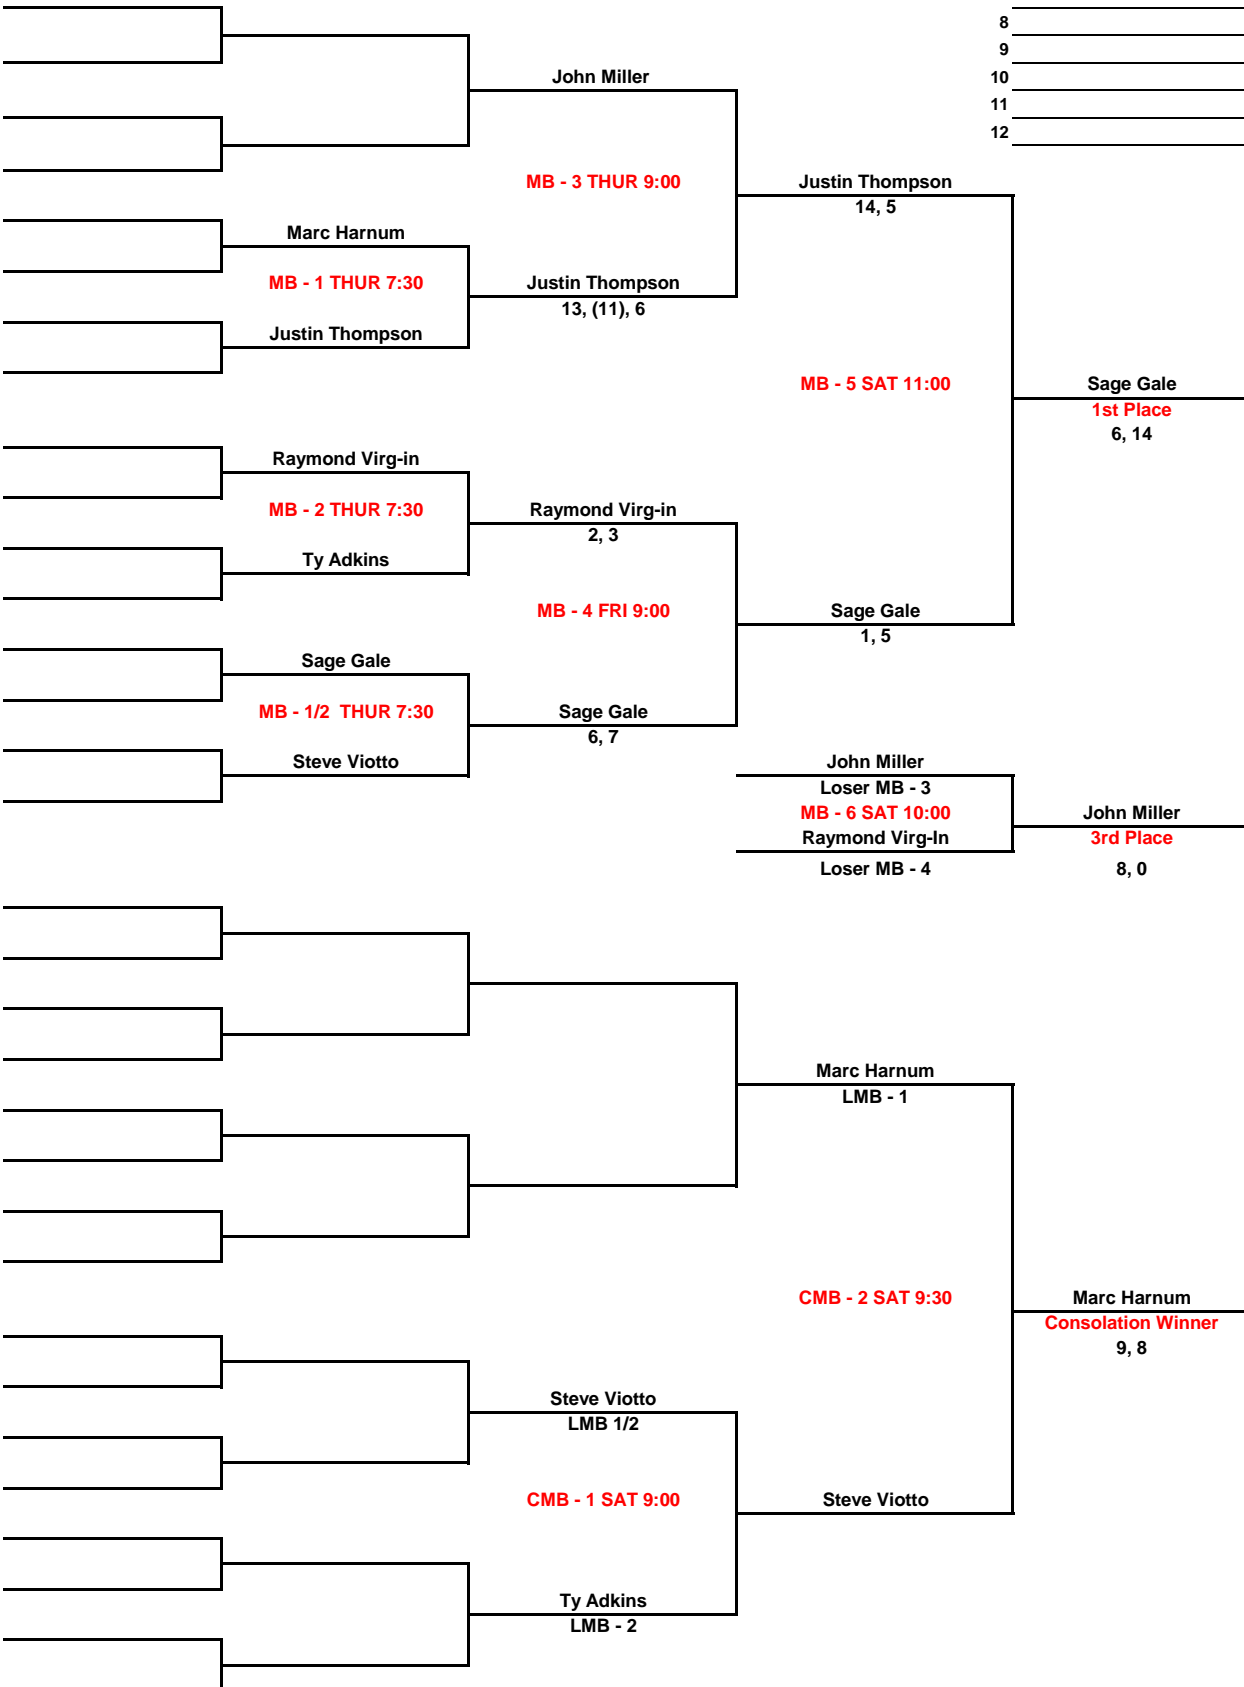 8
9
John Miller
10
11
12
MB - 3 THUR 9:00
Justin Thompson
14, 5
Marc Harnum
MB - 1 THUR 7:30
Justin Thompson
13, (11), 6
Justin Thompson
MB - 5 SAT 11:00
Sage Gale
1st Place
6, 14
Raymond Virg-in
MB - 2 THUR 7:30
Raymond Virg-in
2, 3
Ty Adkins
MB - 4 FRI 9:00
Sage Gale
1, 5
Sage Gale
MB - 1/2  THUR 7:30
Sage Gale
6, 7
Steve Viotto
John Miller
Loser MB - 3
MB - 6 SAT 10:00
John Miller
Raymond Virg-In
3rd Place
Loser MB - 4
8, 0
Marc Harnum
LMB - 1
CMB - 2 SAT 9:30
Marc Harnum
Consolation Winner
9, 8
Steve Viotto
LMB 1/2
CMB - 1 SAT 9:00
Steve Viotto
Ty Adkins
LMB - 2